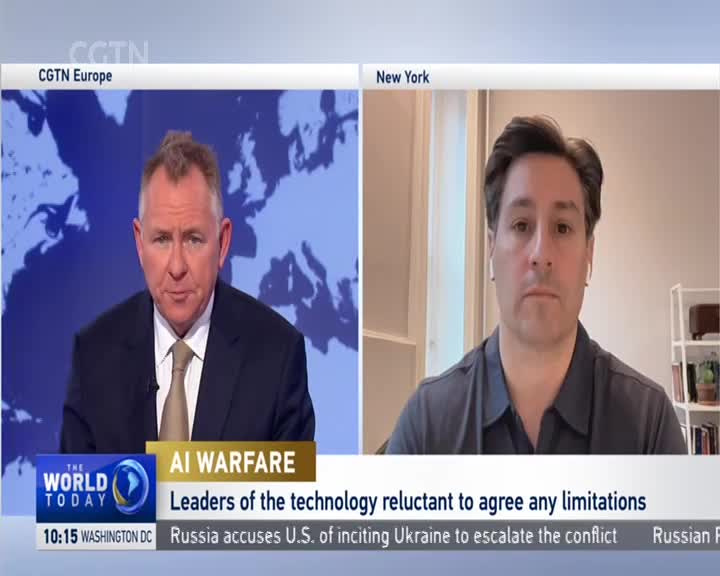 CGTN
CGTN Europe
New York
AI WARFARE
THE
WORLD
TODAY
Leaders of the technology reluctant to agree any limitations
10:15 WASHINGTON DC
Russia accuses U.S. of inciting Ukraine to escalate the conflict
Russian